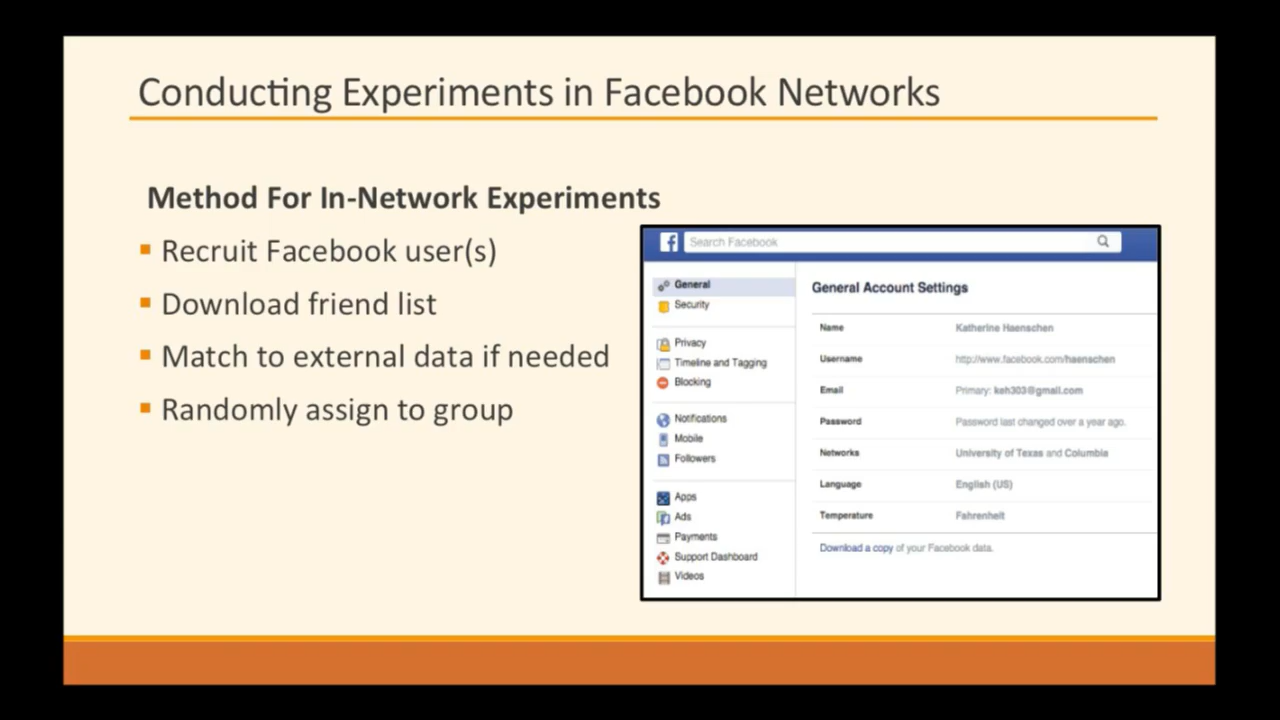 Conducting Experiments in Facebook Networks
Method For In-Network Experiments
▪ Recruit Facebook user(s)
▪ Download friend list
▪ Match to external data if needed
▪ Randomly assign to group
f Search Facebook
General
Security
Privacy
Timeline and Tagging
Blocking
Notifications
Mobile
Followers
Apps
Ads
Payments
Support Dashboard
Videos
General Account Settings
Name Katherine Haenschen
Username http://www.facebook.com/haenschen
Email Primary: keh303@gmail.com
Password Password last changed over a year ago.
Networks University of Texas and Columbia
Language English (US)
Temperature Fahrenheit
Download a copy of your Facebook data.